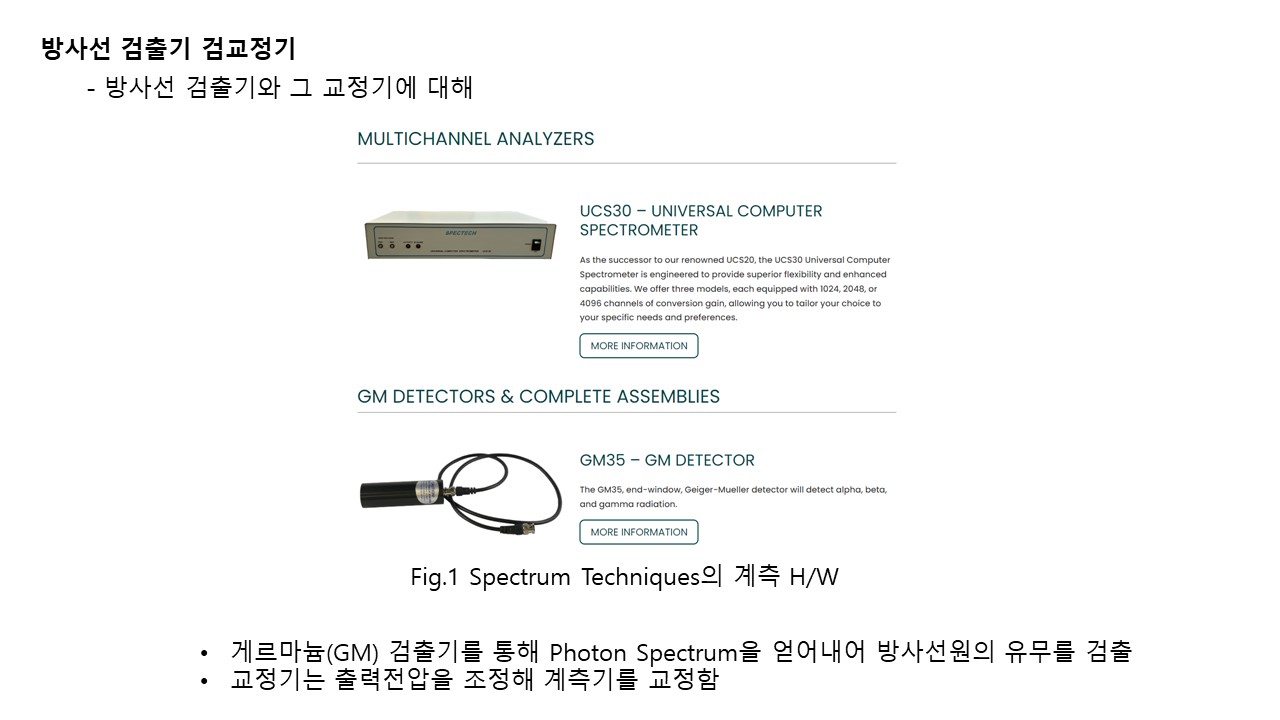 방사선 검출기 검교정기
- 방사선 검출기와 그 교정기에 대해
MULTICHANNEL ANALYZERS
SPECTECH
UCS30 – UNIVERSAL COMPUTER
SPECTROMETER
As the successor to our renowned UCS20, the UCS30 Universal Computer
Spectrometer is engineered to provide superior flexibility and enhanced
capabilities. We offer three models, each equipped with 1024, 2048, or
4096 channels of conversion gain, allowing you to tailor your choice to
your specific needs and preferences.
MORE INFORMATION
GM DETECTORS & COMPLETE ASSEMBLIES
GM35 – GM DETECTOR
The GM35, end-window, Geiger-Mueller detector will detect alpha, beta,
and gamma radiation.
MORE INFORMATION
Fig.1 Spectrum Techniques의 계측 H/W
• 게르마늄(GM) 검출기를 통해 Photon Spectrum을 얻어내어 방사선원의 유무를 검출
• 교정기는 출력전압을 조정해 계측기를 교정함